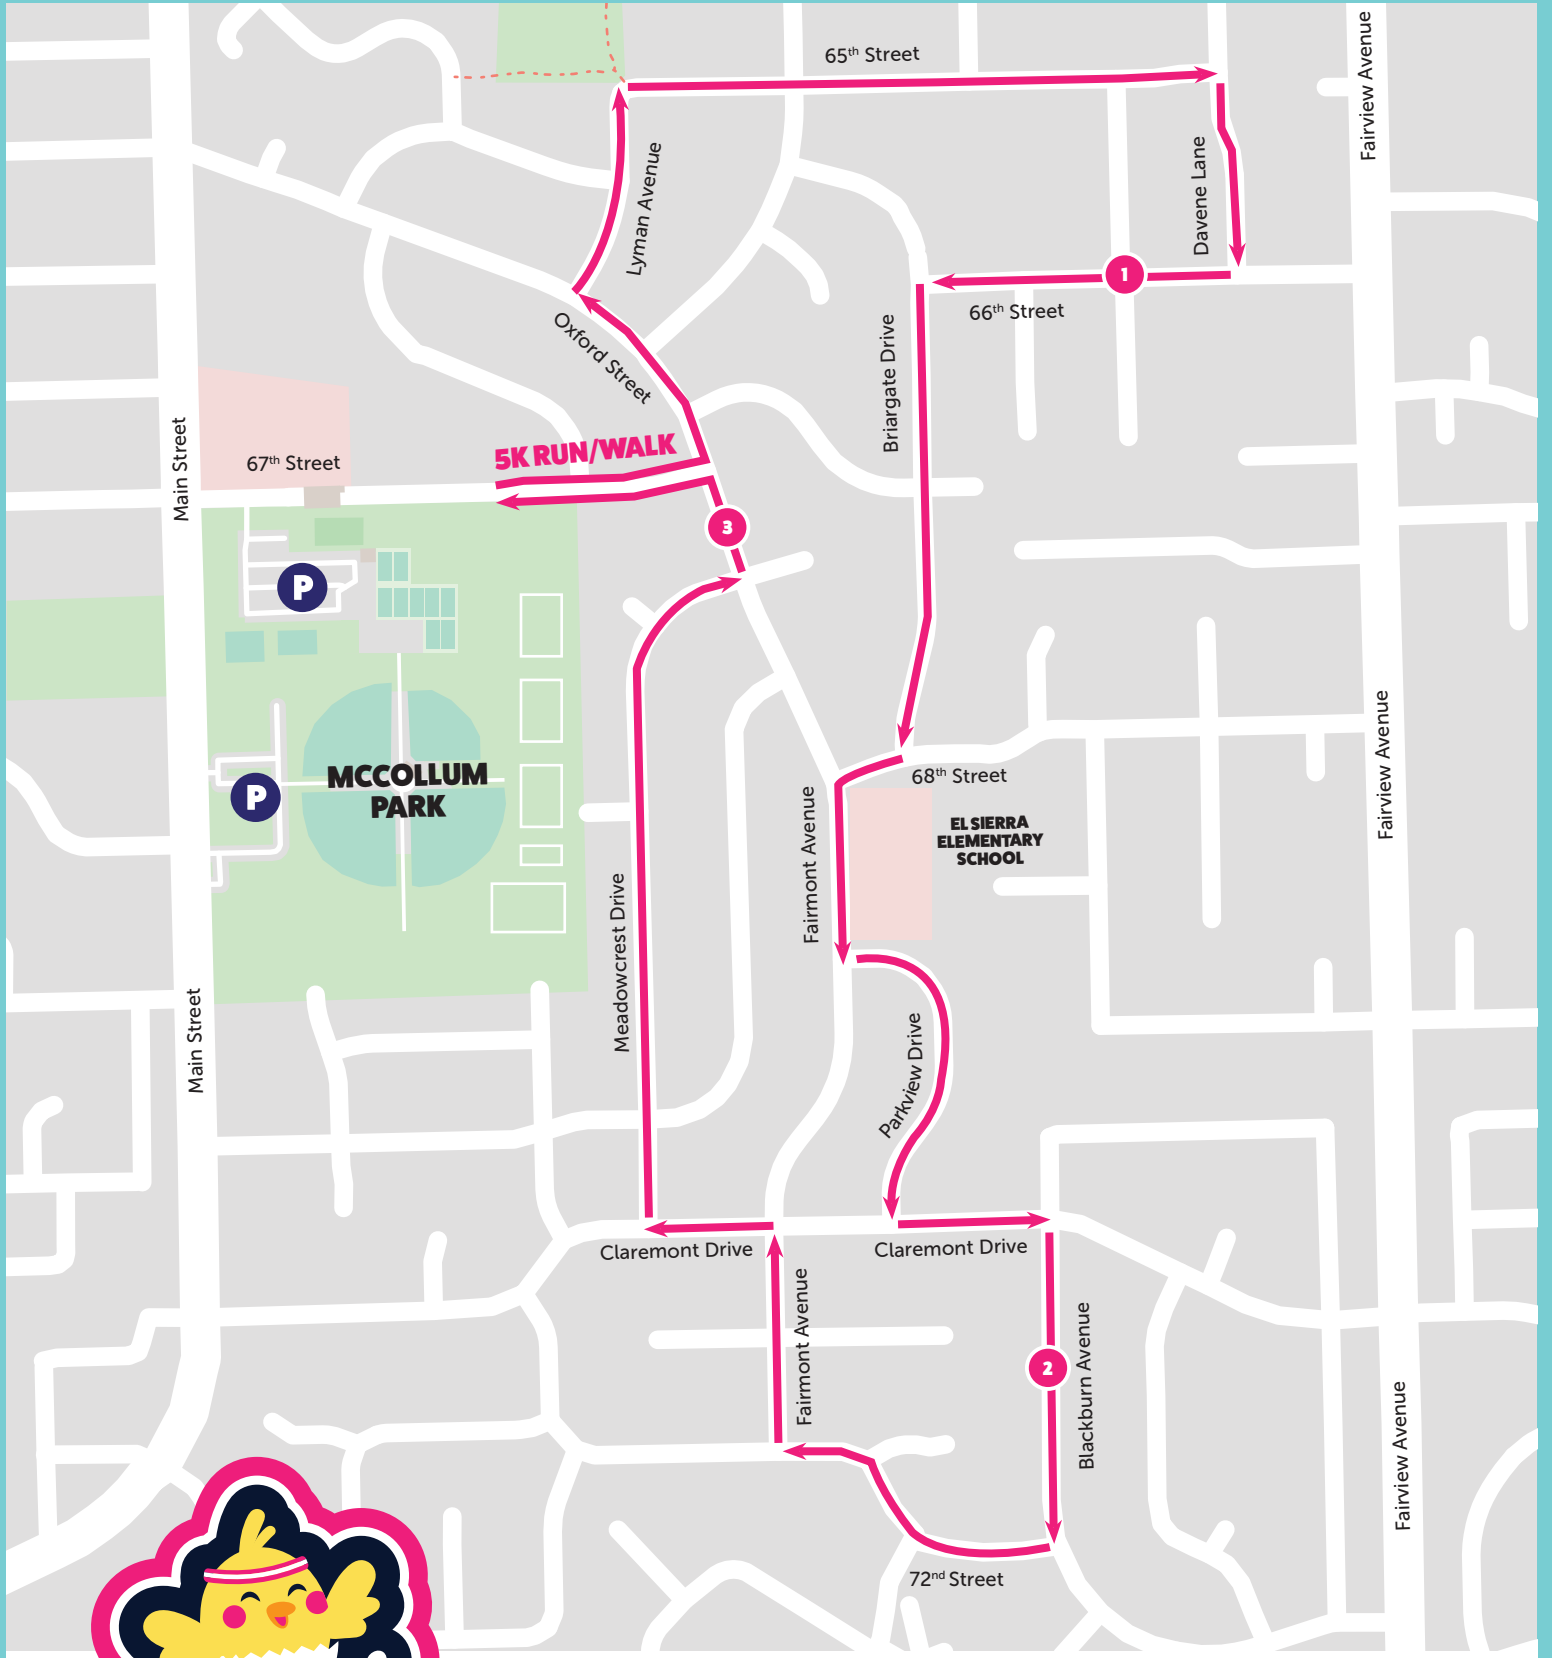 65th Street
Fairview Avenue
Lyman Avenue
Davene Lane
1
66th Street
Oxford Street
Briargate Drive
Main Street
67th Street
5K RUN/WALK
3
P
Fairview Avenue
68th Street
MCCOLLUM
PARK
P
Fairmont Avenue
EL SIERRA
ELEMENTARY
SCHOOL
Meadowcrest Drive
Main Street
Parkview Drive
Claremont Drive
Claremont Drive
Fairmont Avenue
2
Blackburn Avenue
Fairview Avenue
72nd Street